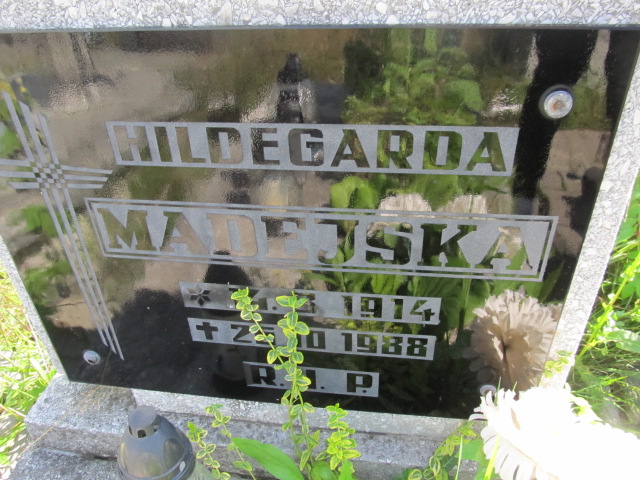 HILDEGARDA
MADEJSKA
1914
✝ 1988
R. I. P.